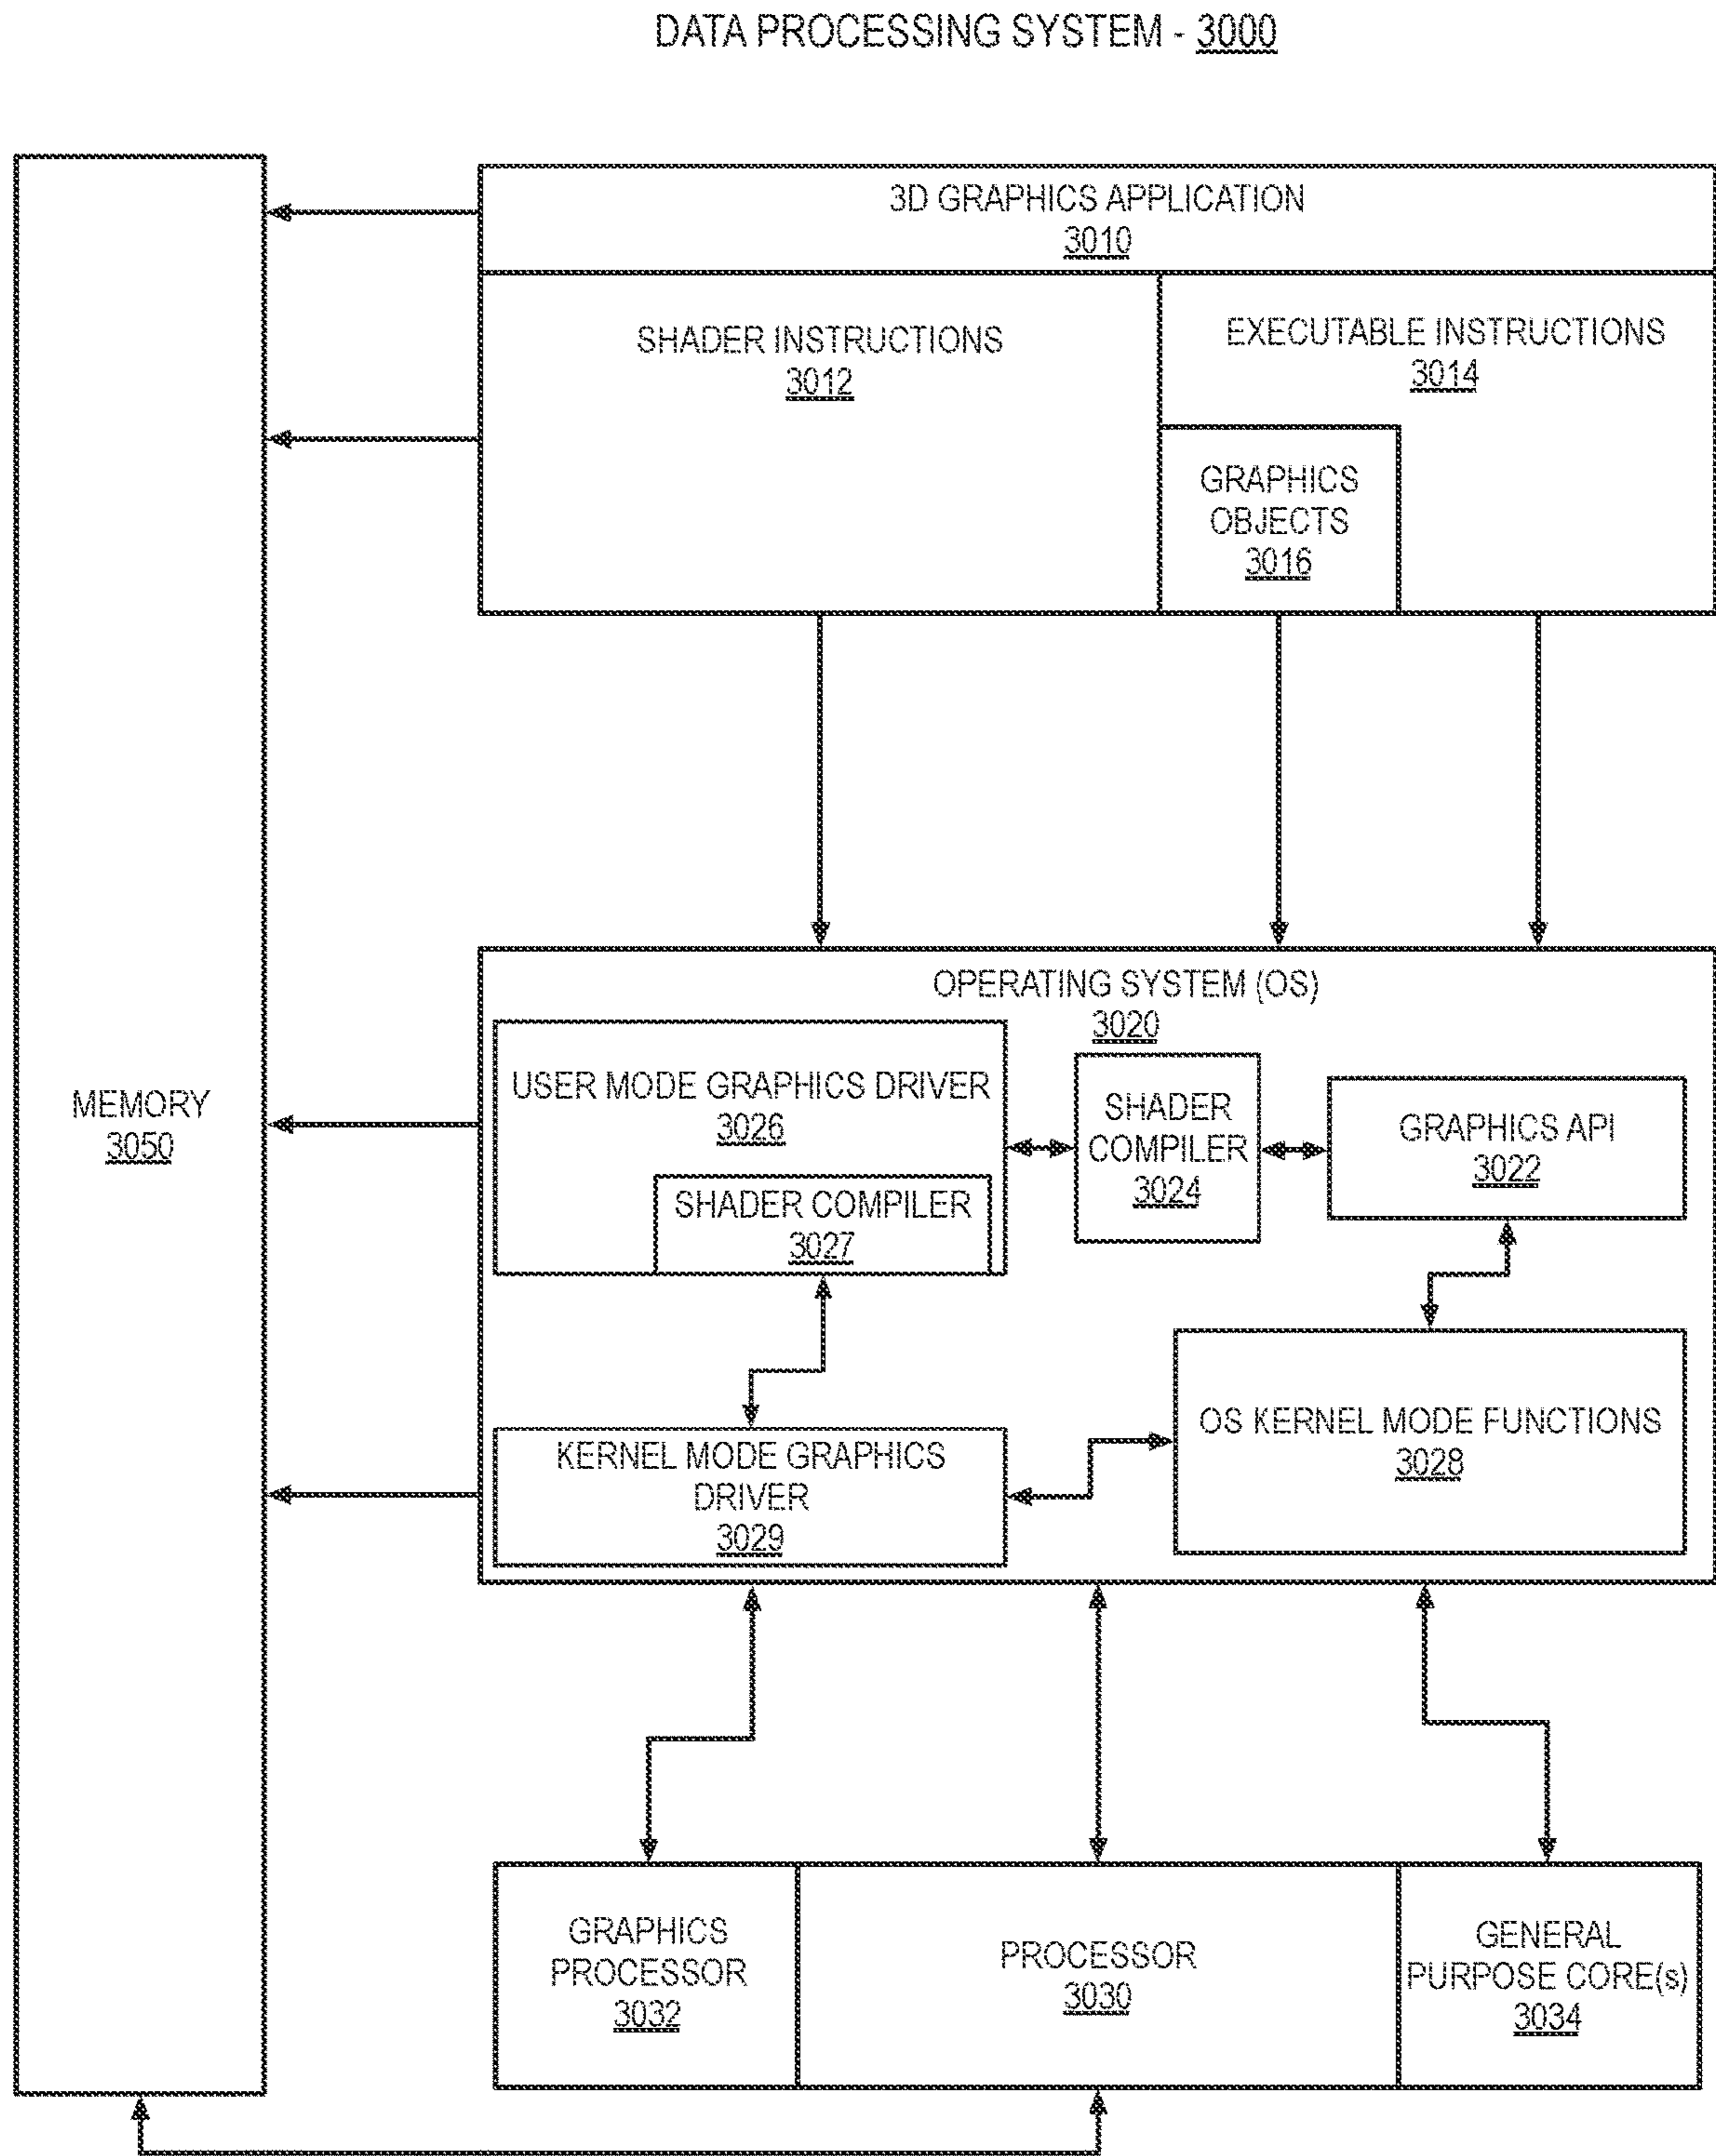 DATA PROCESSING SYSTEM - 3000
3D GRAPHICS APPLICATION
3010
SHADER INSTRUCTIONS
3012
EXECUTABLE INSTRUCTIONS
3014
GRAPHICS
OBJECTS
3016
OPERATING SYSTEM (OS)
3020
USER MODE GRAPHICS DRIVER
3026
SHADER COMPILER
3027
SHADER
COMPILER
3024
GRAPHICS API
3022
MEMORY
3050
KERNEL MODE GRAPHICS
DRIVER
3029
OS KERNEL MODE FUNCTIONS
3028
GRAPHICS
PROCESSOR
3032
PROCESSOR
3030
GENERAL
PURPOSE CORE(s)
3034